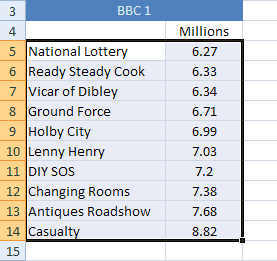 3 BBC 1
4 Millions
5 National Lottery 6.27
6 Ready Steady Cook 6.33
7 Vicar of Dibley 6.34
8 Ground Force 6.71
9 Holby City 6.99
10 Lenny Henry 7.03
11 DIY SOS 7.2
12 Changing Rooms 7.38
13 Antiques Roadshow 7.68
14 Casualty 8.82
15